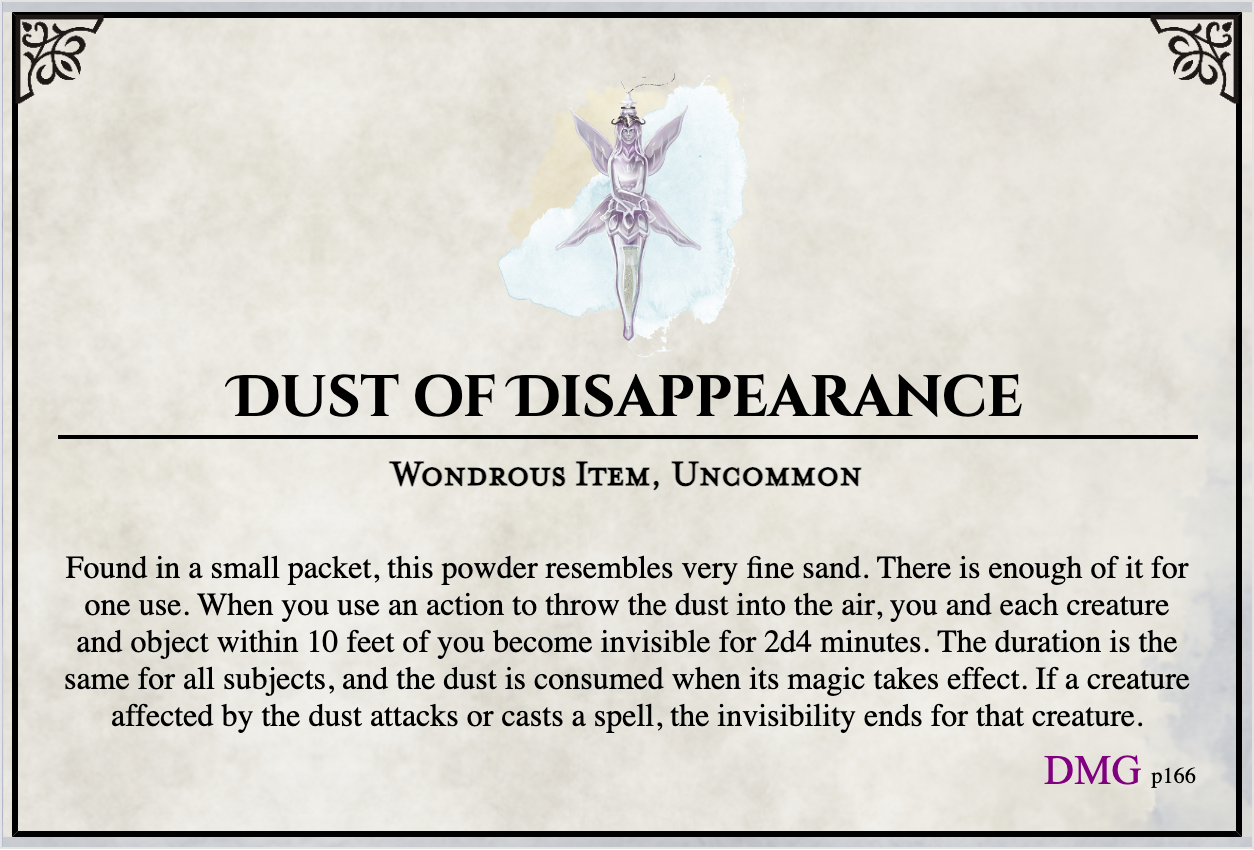 Dust of Disappearance
Wondrous Item, Uncommon
Found in a small packet, this powder resembles very fine sand. There is enough of it for
one use. When you use an action to throw the dust into the air, you and each creature
and object within 10 feet of you become invisible for 2d4 minutes. The duration is the
same for all subjects, and the dust is consumed when its magic takes effect. If a creature
affected by the dust attacks or casts a spell, the invisibility ends for that creature.
DMG p166